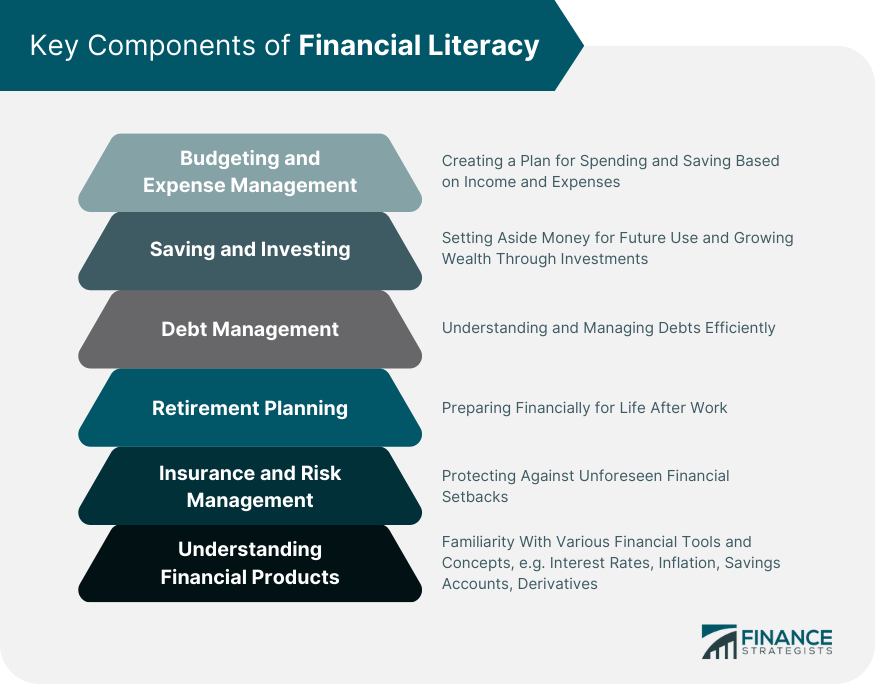 Key Components of Financial Literacy
Budgeting and
Expense Management
Creating a Plan for Spending and Saving Based
on Income and Expenses
Saving and Investing
Setting Aside Money for Future Use and Growing
Wealth Through Investments
Debt Management
Understanding and Managing Debts Efficiently
Retirement Planning
Preparing Financially for Life After Work
Insurance and Risk
Management
Protecting Against Unforeseen Financial
Setbacks
Understanding
Financial Products
Familiarity With Various Financial Tools and
Concepts, e.g. Interest Rates, Inflation, Savings
Accounts, Derivatives
FINANCE
STRATEGISTS